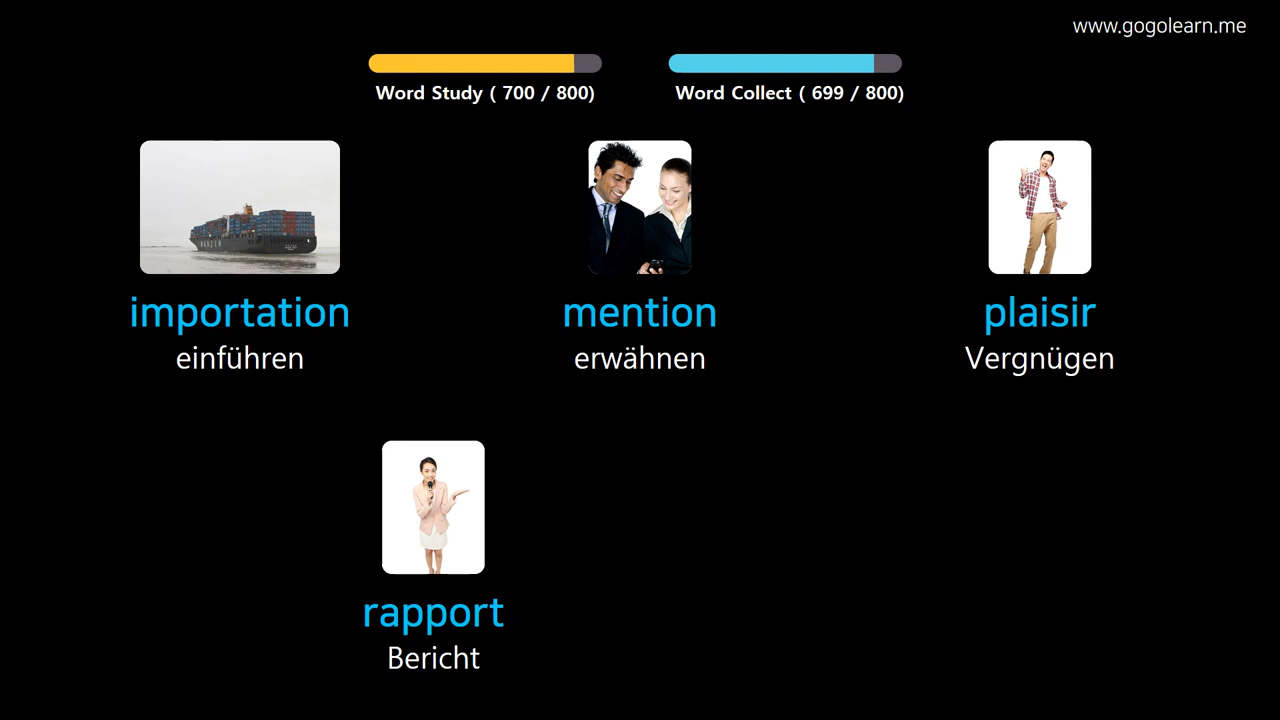 www.gogolearn.me
Word Study ( 700 / 800)
Word Collect ( 699 / 800)
importation
einführen
mention
erwähnen
plaisir
Vergnügen
rapport
Bericht